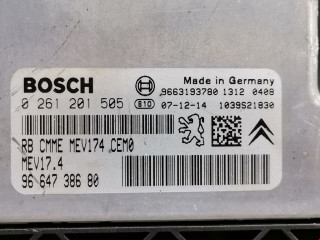 BOSCH
Made in Germany
9663193780 1312 0408
0 261 201 505
810
07-12-14
1039S21830
RB CMME MEV174 CEM0
MEV17.4
96 647 386 80